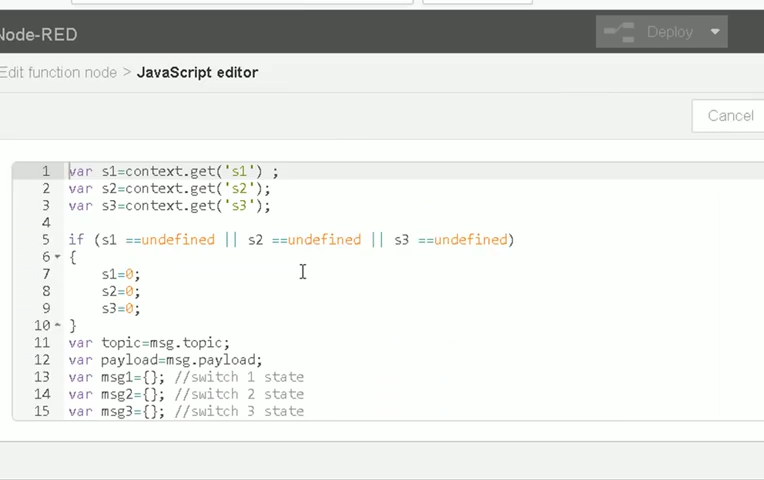 Node-RED
Deploy
Edit function node > JavaScript editor
Cancel
1 var s1=context.get('s1') ;
2 var s2=context.get('s2');
3 var s3=context.get('s3');
4
5 if (s1 ==undefined || s2 ==undefined || s3 ==undefined)
6 {
7 s1=0;
8 s2=0;
9 s3=0;
10 }
11 var topic=msg.topic;
12 var payload=msg.payload;
13 var msg1={}; //switch 1 state
14 var msg2={}; //switch 2 state
15 var msg3={}; //switch 3 state